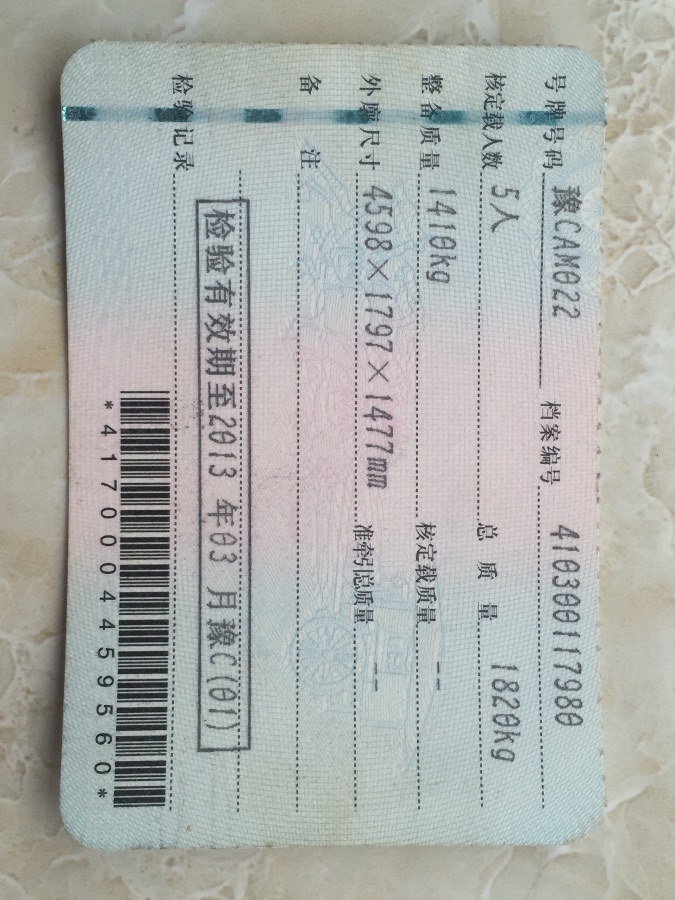 号牌号码 豫CAM022 档案编号 410300117980
核定载人数 5人 总质量 1820kg
整备质量 1410kg 核定载质量 --
外廓尺寸 4598×1797×1477mm 准牵引总质量 --
备注
检验有效期至2013年03月豫C(01)
检验记录
*4170004459560*